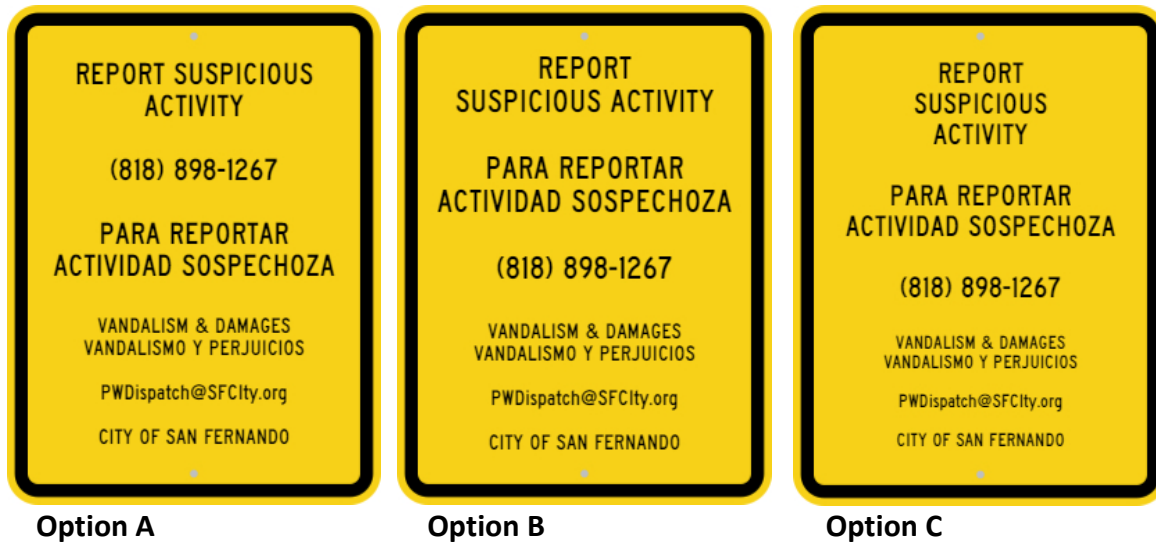 REPORT SUSPICIOUS
ACTIVITY
(818) 898-1267
PARA REPORTAR
ACTIVIDAD SOSPECHOZA
VANDALISM & DAMAGES
VANDALISMO Y PERJUICIOS
PWDispatch@SFCIty.org
CITY OF SAN FERNANDO
Option A
REPORT
SUSPICIOUS ACTIVITY
PARA REPORTAR
ACTIVIDAD SOSPECHOZA
(818) 898-1267
VANDALISM & DAMAGES
VANDALISMO Y PERJUICIOS
PWDispatch@SFCIty.org
CITY OF SAN FERNANDO
Option B
REPORT
SUSPICIOUS
ACTIVITY
PARA REPORTAR
ACTIVIDAD SOSPECHOZA
(818) 898-1267
VANDALISM & DAMAGES
VANDALISMO Y PERJUICIOS
PWDispatch@SFCIty.org
CITY OF SAN FERNANDO
Option C